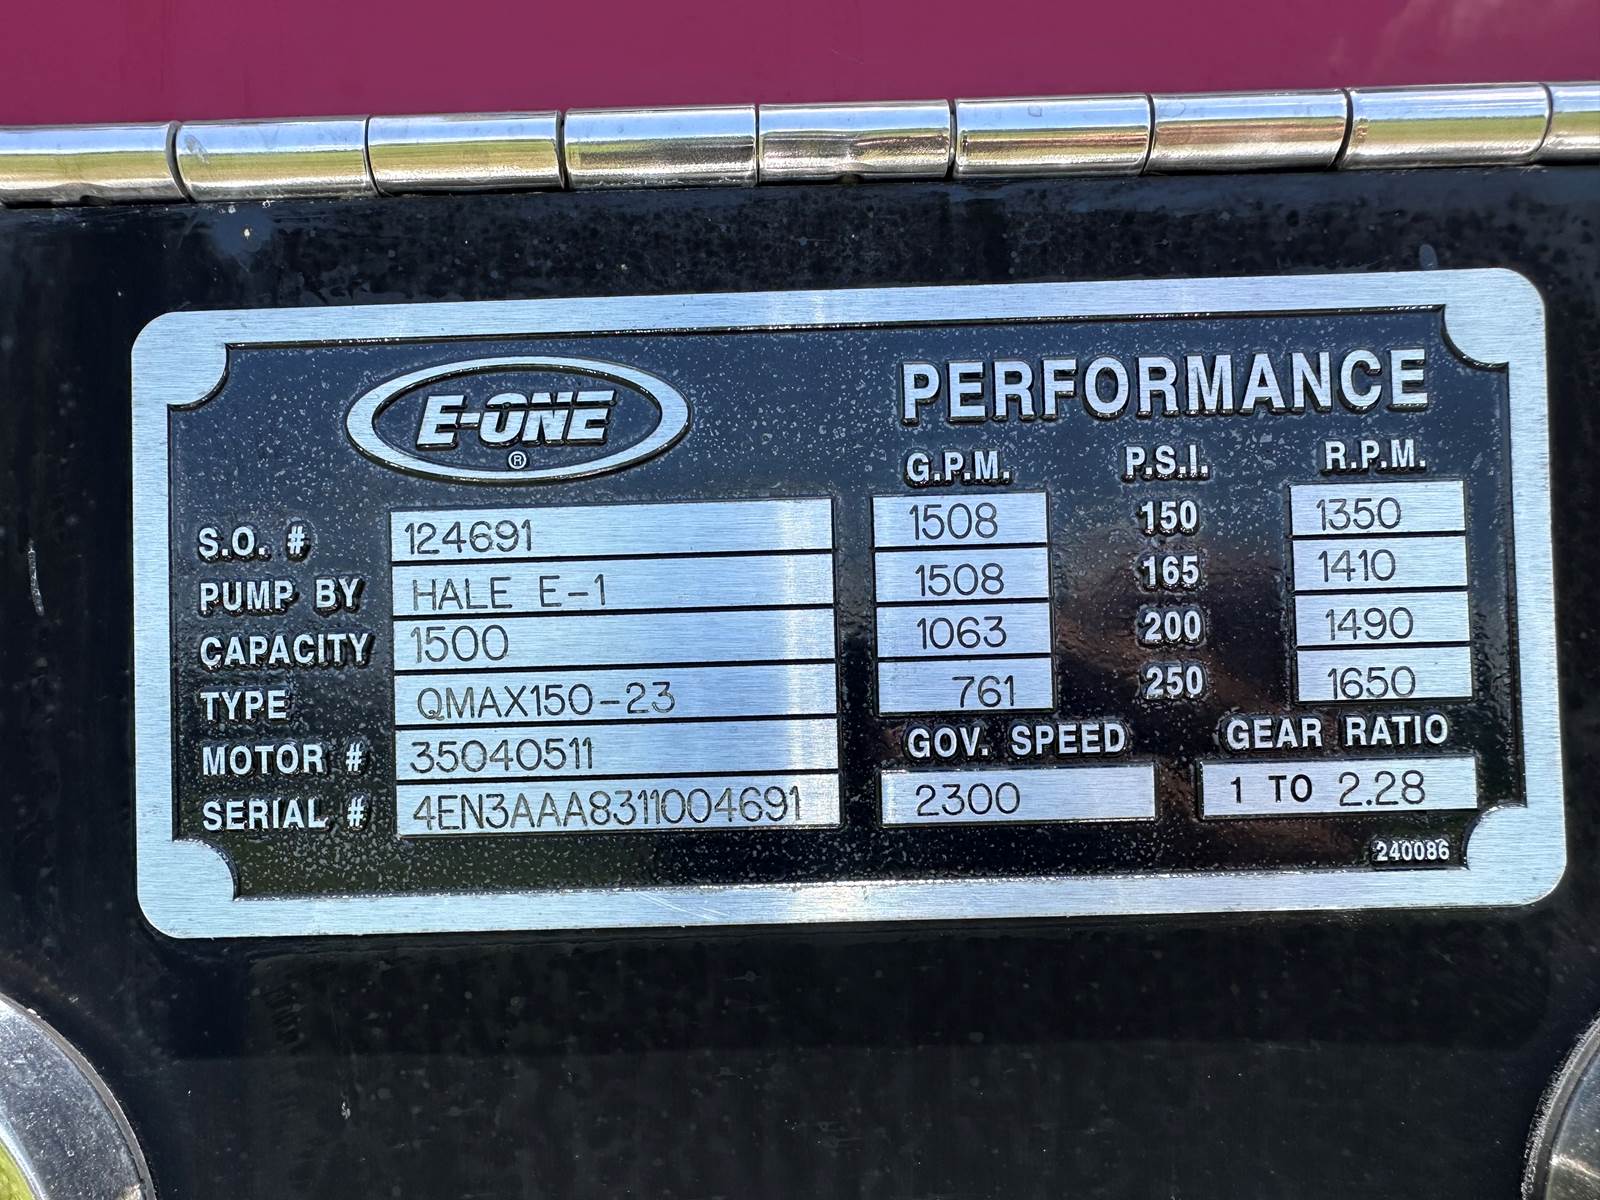 E-ONE
®
PERFORMANCE
G.P.M. P.S.I. R.P.M.
S.O. # 124691 1508 150 1350
PUMP BY HALE E-1 1508 165 1410
CAPACITY 1500 1063 200 1490
TYPE QMAX150-23 761 250 1650
MOTOR # 35040511 GOV. SPEED GEAR RATIO
SERIAL # 4EN3AAA8311004691 2300 1 TO 2.28
240086